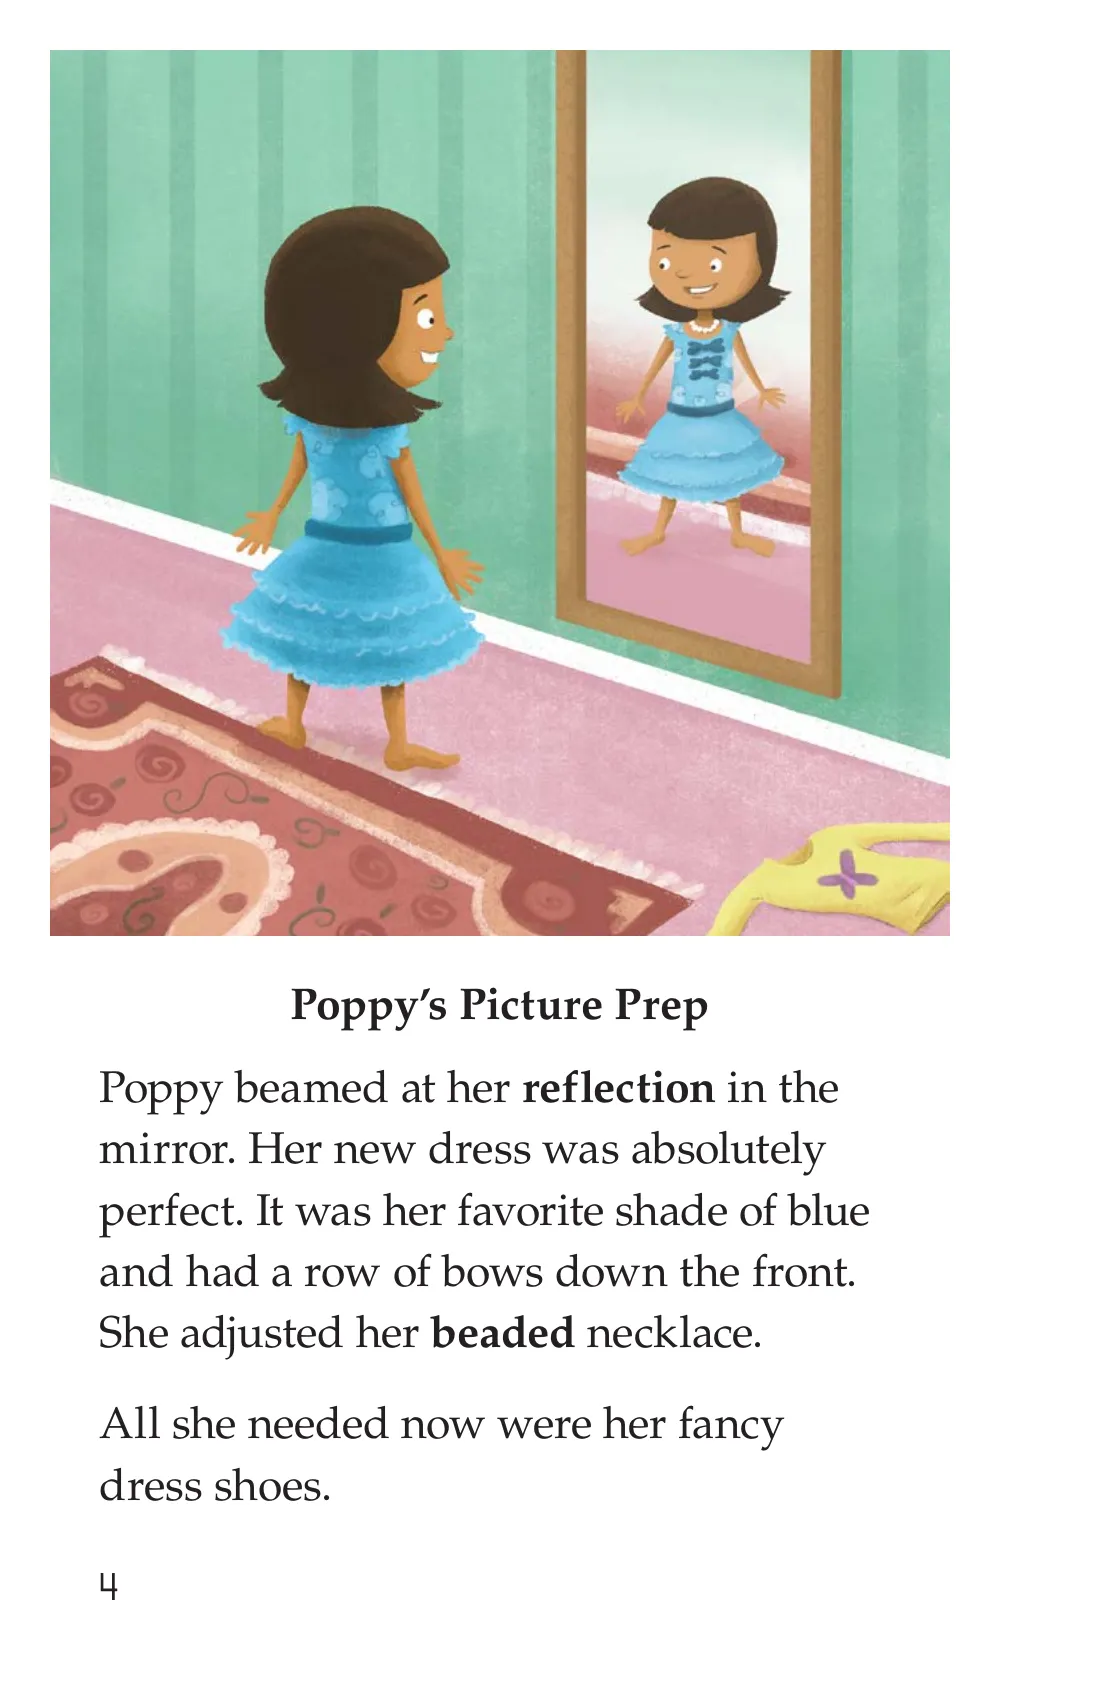 Poppy’s Picture Prep
Poppy beamed at her reflection in the
mirror. Her new dress was absolutely
perfect. It was her favorite shade of blue
and had a row of bows down the front.
She adjusted her beaded necklace.
All she needed now were her fancy
dress shoes.
4